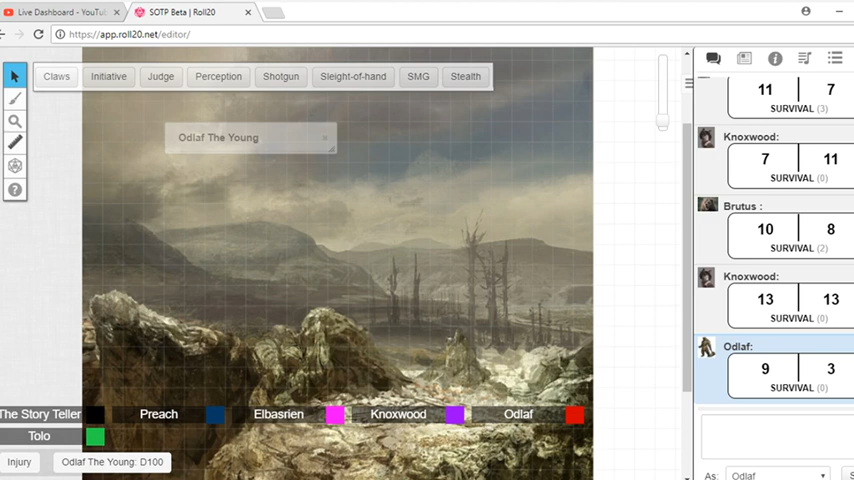 Live Dashboard - YouTu
SOTP Beta | Roll20
https://app.roll20.net/editor/
Claws
Initiative
Judge
Perception
Shotgun
Sleight-of-hand
SMG
Stealth
Odlaf The Young
11 7
SURVIVAL (3)
Knoxwood:
7 11
SURVIVAL (0)
Brutus :
10 8
SURVIVAL (2)
Knoxwood:
13 13
SURVIVAL (0)
Odlaf:
9 3
SURVIVAL (0)
The Story Teller
Preach
Elbasrien
Knoxwood
Odlaf
Tolo
Injury
Odlaf The Young: D100
As:
Odlaf